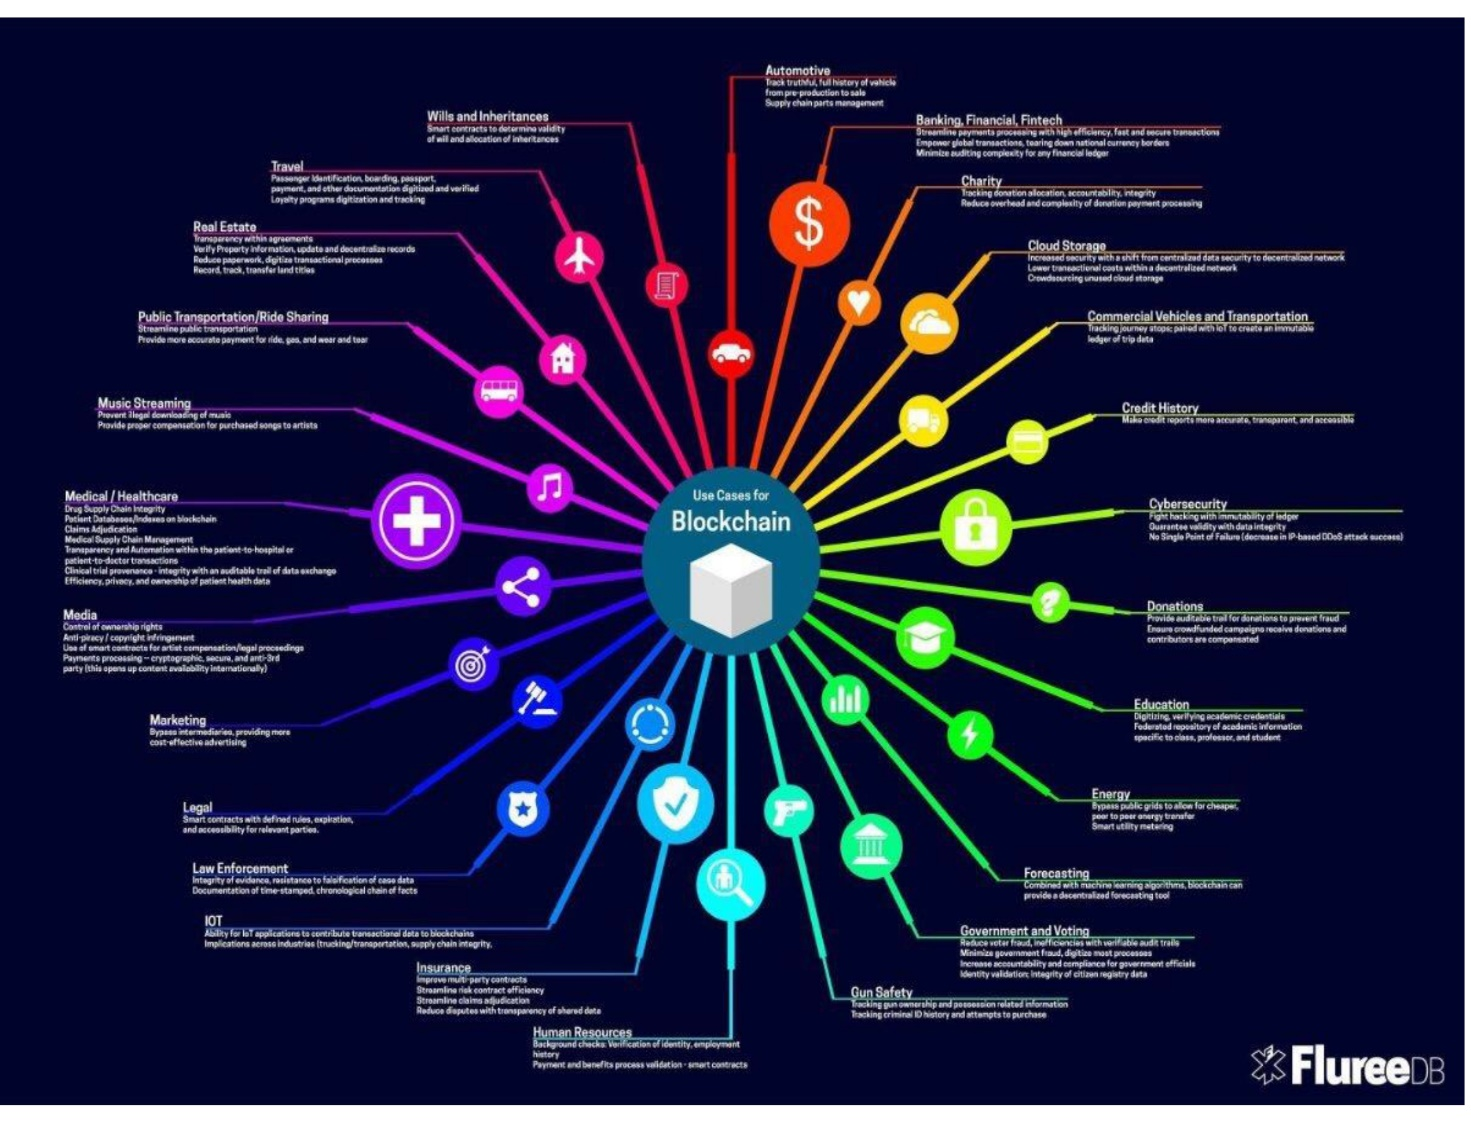 Use Cases for
Blockchain
Automotive
Track truthful, full history of vehicle
from pre-production to sale
Supply chain parts management
Banking, Financial, Fintech
Streamline payments processing with high efficiency, fast and secure transactions
Empower global transactions, tearing down national currency borders
Minimize auditing complexity for any financial ledger
Charity
Tracking donation allocation, accountability, integrity
Reduce overhead and complexity of donation payment processing
Cloud Storage
Increased security with a shift from centralized data security to decentralized network
Lower transactional costs within a decentralized network
Crowdsourcing unused cloud storage
Commercial Vehicles and Transportation
Tracking journey stops; paired with IoT to create an immutable
ledger of trip data
Credit History
Make credit reports more accurate, transparent, and accessible
Cybersecurity
Fight hacking with immutability of ledger
Guarantee validity with data integrity
No Single Point of Failure (decrease in IP-based DDoS attack success)
Donations
Provide auditable trail for donations to prevent fraud
Ensure crowdfunded campaigns receive donations and
contributors are compensated
Education
Digitizing, verifying academic credentials
Federated repository of academic information
specific to class, professor, and student
Energy
Bypass public grids to allow for cheaper,
peer to peer energy transfer
Smart utility metering
Forecasting
Combined with machine learning algorithms, blockchain can
provide a decentralized forecasting tool
Government and Voting
Reduce voter fraud, inefficiencies with verifiable audit trails
Minimize government fraud, digitize most processes
Increase accountability and compliance for government officials
Identity validation; integrity of citizen registry data
Gun Safety
Tracking gun ownership and possession related information
Tracking criminal ID history and attempts to purchase
Human Resources
Background checks: Verification of identity, employment
history
Payment and benefits process validation - smart contracts
Insurance
Improve multi-party contracts
Streamline risk contract efficiency
Streamline claims adjudication
Reduce disputes with transparency of shared data
IOT
Ability for IoT applications to contribute transactional data to blockchains
Implications across industries (trucking/transportation, supply chain integrity,
Law Enforcement
Integrity of evidence, resistance to falsification of case data
Documentation of time-stamped, chronological chain of facts
Legal
Smart contracts with defined rules, expiration,
and accessibility for relevant parties.
Marketing
Bypass intermediaries, providing more
cost-effective advertising
Media
Control of ownership rights
Anti-piracy / copyright infringement
Use of smart contracts for artist compensation/legal proceedings
Payments processing — cryptographic, secure, and anti-3rd
party (this opens up content availability internationally)
Medical / Healthcare
Drug Supply Chain Integrity
Patient Databases/Indexes on blockchain
Claims Adjudication
Medical Supply Chain Management
Transparency and Automation within the patient-to-hospital or
patient-to-doctor transactions
Clinical trial provenance - integrity with an auditable trail of data exchange
Efficiency, privacy, and ownership of patient health data
Music Streaming
Prevent illegal downloading of music
Provide proper compensation for purchased songs to artists
Public Transportation/Ride Sharing
Streamline public transportation
Provide more accurate payment for ride, gas, and wear and tear
Real Estate
Transparency within agreements
Verify Property information, update and decentralize records
Reduce paperwork, digitize transactional processes
Record, track, transfer land titles
Travel
Passenger Identification, boarding, passport,
payment, and other documentation digitized and verified
Loyalty programs digitization and tracking
Wills and Inheritances
Smart contracts to determine validity
of will and allocation of inheritances
FlureeDB